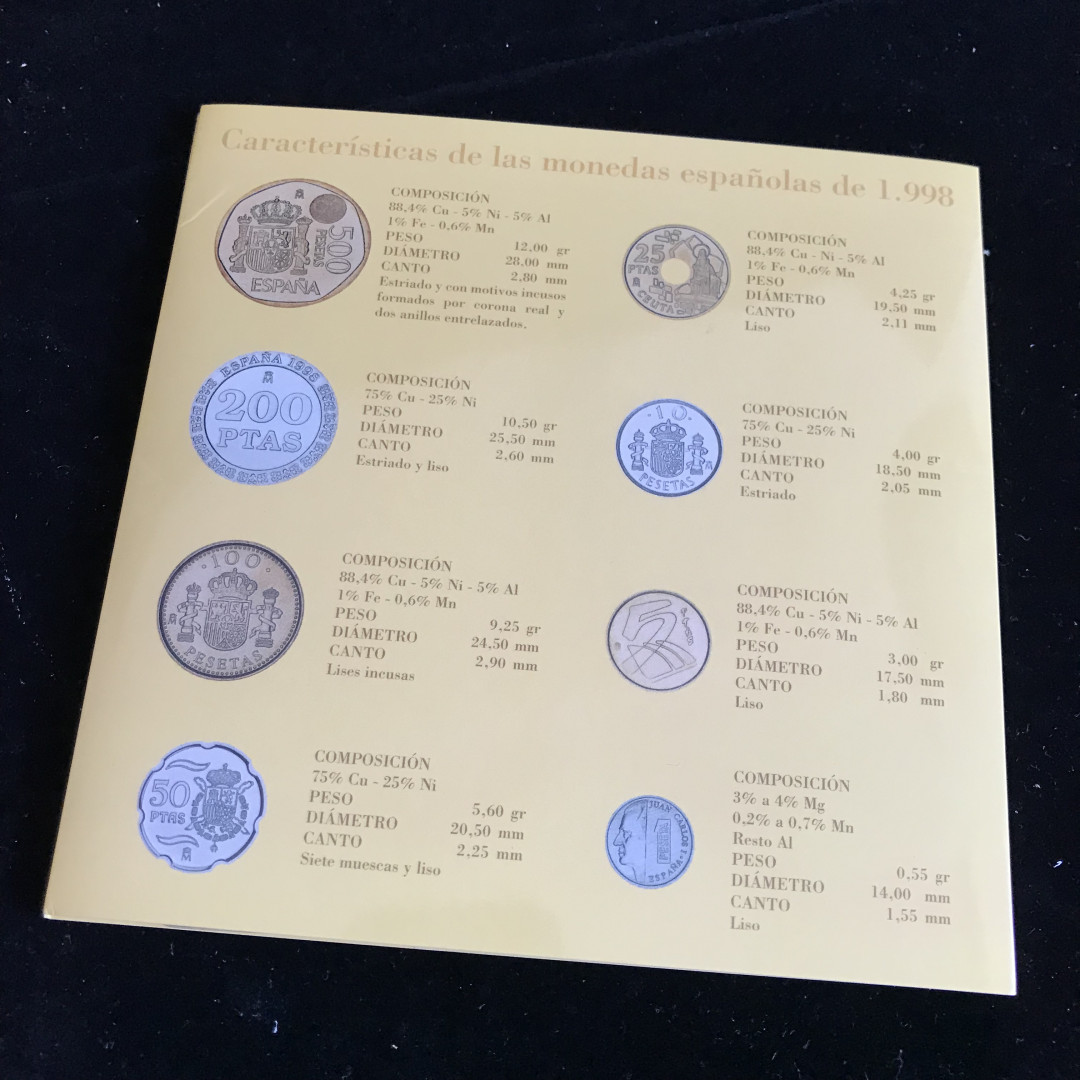 Características de las monedas españolas de 1.998
500
PESETAS
ESPAÑA
COMPOSICIÓN
88,4% Cu - 5% Ni - 5% Al
1% Fe - 0,6% Mn
PESO 12,00 gr
DIÁMETRO 28,00 mm
CANTO 2,80 mm
Estriado y con motivos incusos
formados por corona real y
dos anillos entrelazados.
ESPAÑA 1998
M
200
PTAS
COMPOSICIÓN
75% Cu - 25% Ni
PESO 10,50 gr
DIÁMETRO 25,50 mm
CANTO 2,60 mm
Estriado y liso
·100·
PESETAS
COMPOSICIÓN
88,4% Cu - 5% Ni - 5% Al
1% Fe - 0,6% Mn
PESO 9,25 gr
DIÁMETRO 24,50 mm
CANTO 2,90 mm
Lises incusas
50
PTAS
M
COMPOSICIÓN
75% Cu - 25% Ni
PESO 5,60 gr
DIÁMETRO 20,50 mm
CANTO 2,25 mm
Siete muescas y liso
25
PTAS
CEUTA
COMPOSICIÓN
88,4% Cu - Ni - 5% Al
1% Fe - 0,6% Mn
PESO 4,25 gr
DIÁMETRO 19,50 mm
CANTO 2,11 mm
Liso
·10·
PESETAS
COMPOSICIÓN
75% Cu - 25% Ni
PESO 4,00 gr
DIÁMETRO 18,50 mm
CANTO 2,05 mm
Estriado
5
COMPOSICIÓN
88,4% Cu - 5% Ni - 5% Al
1% Fe - 0,6% Mn
PESO 3,00 gr
DIÁMETRO 17,50 mm
CANTO 1,80 mm
Liso
JUAN CARLOS I
1
PESETA
ESPAÑA
COMPOSICIÓN
3% a 4% Mg
0,2% a 0,7% Mn
Resto Al
PESO 0,55 gr
DIÁMETRO 14,00 mm
CANTO 1,55 mm
Liso